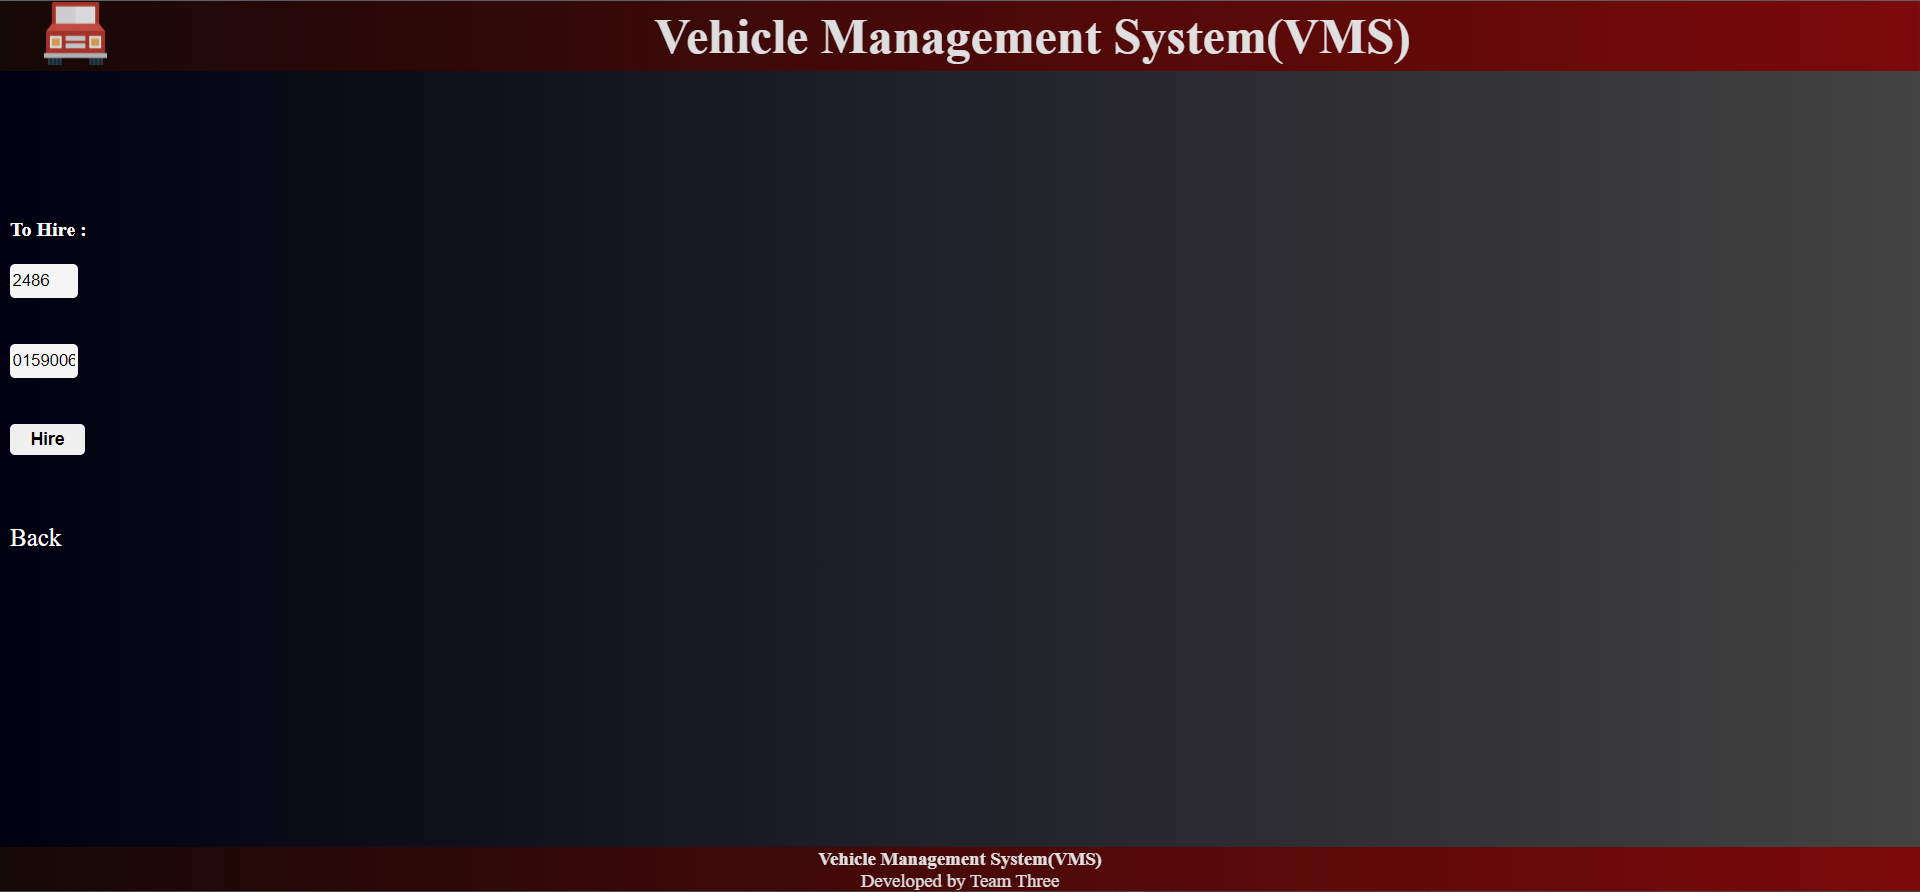 Vehicle Management System(VMS)
To Hire :
2486
0159006
Hire
Back
Vehicle Management System(VMS)
Developed by Team Three